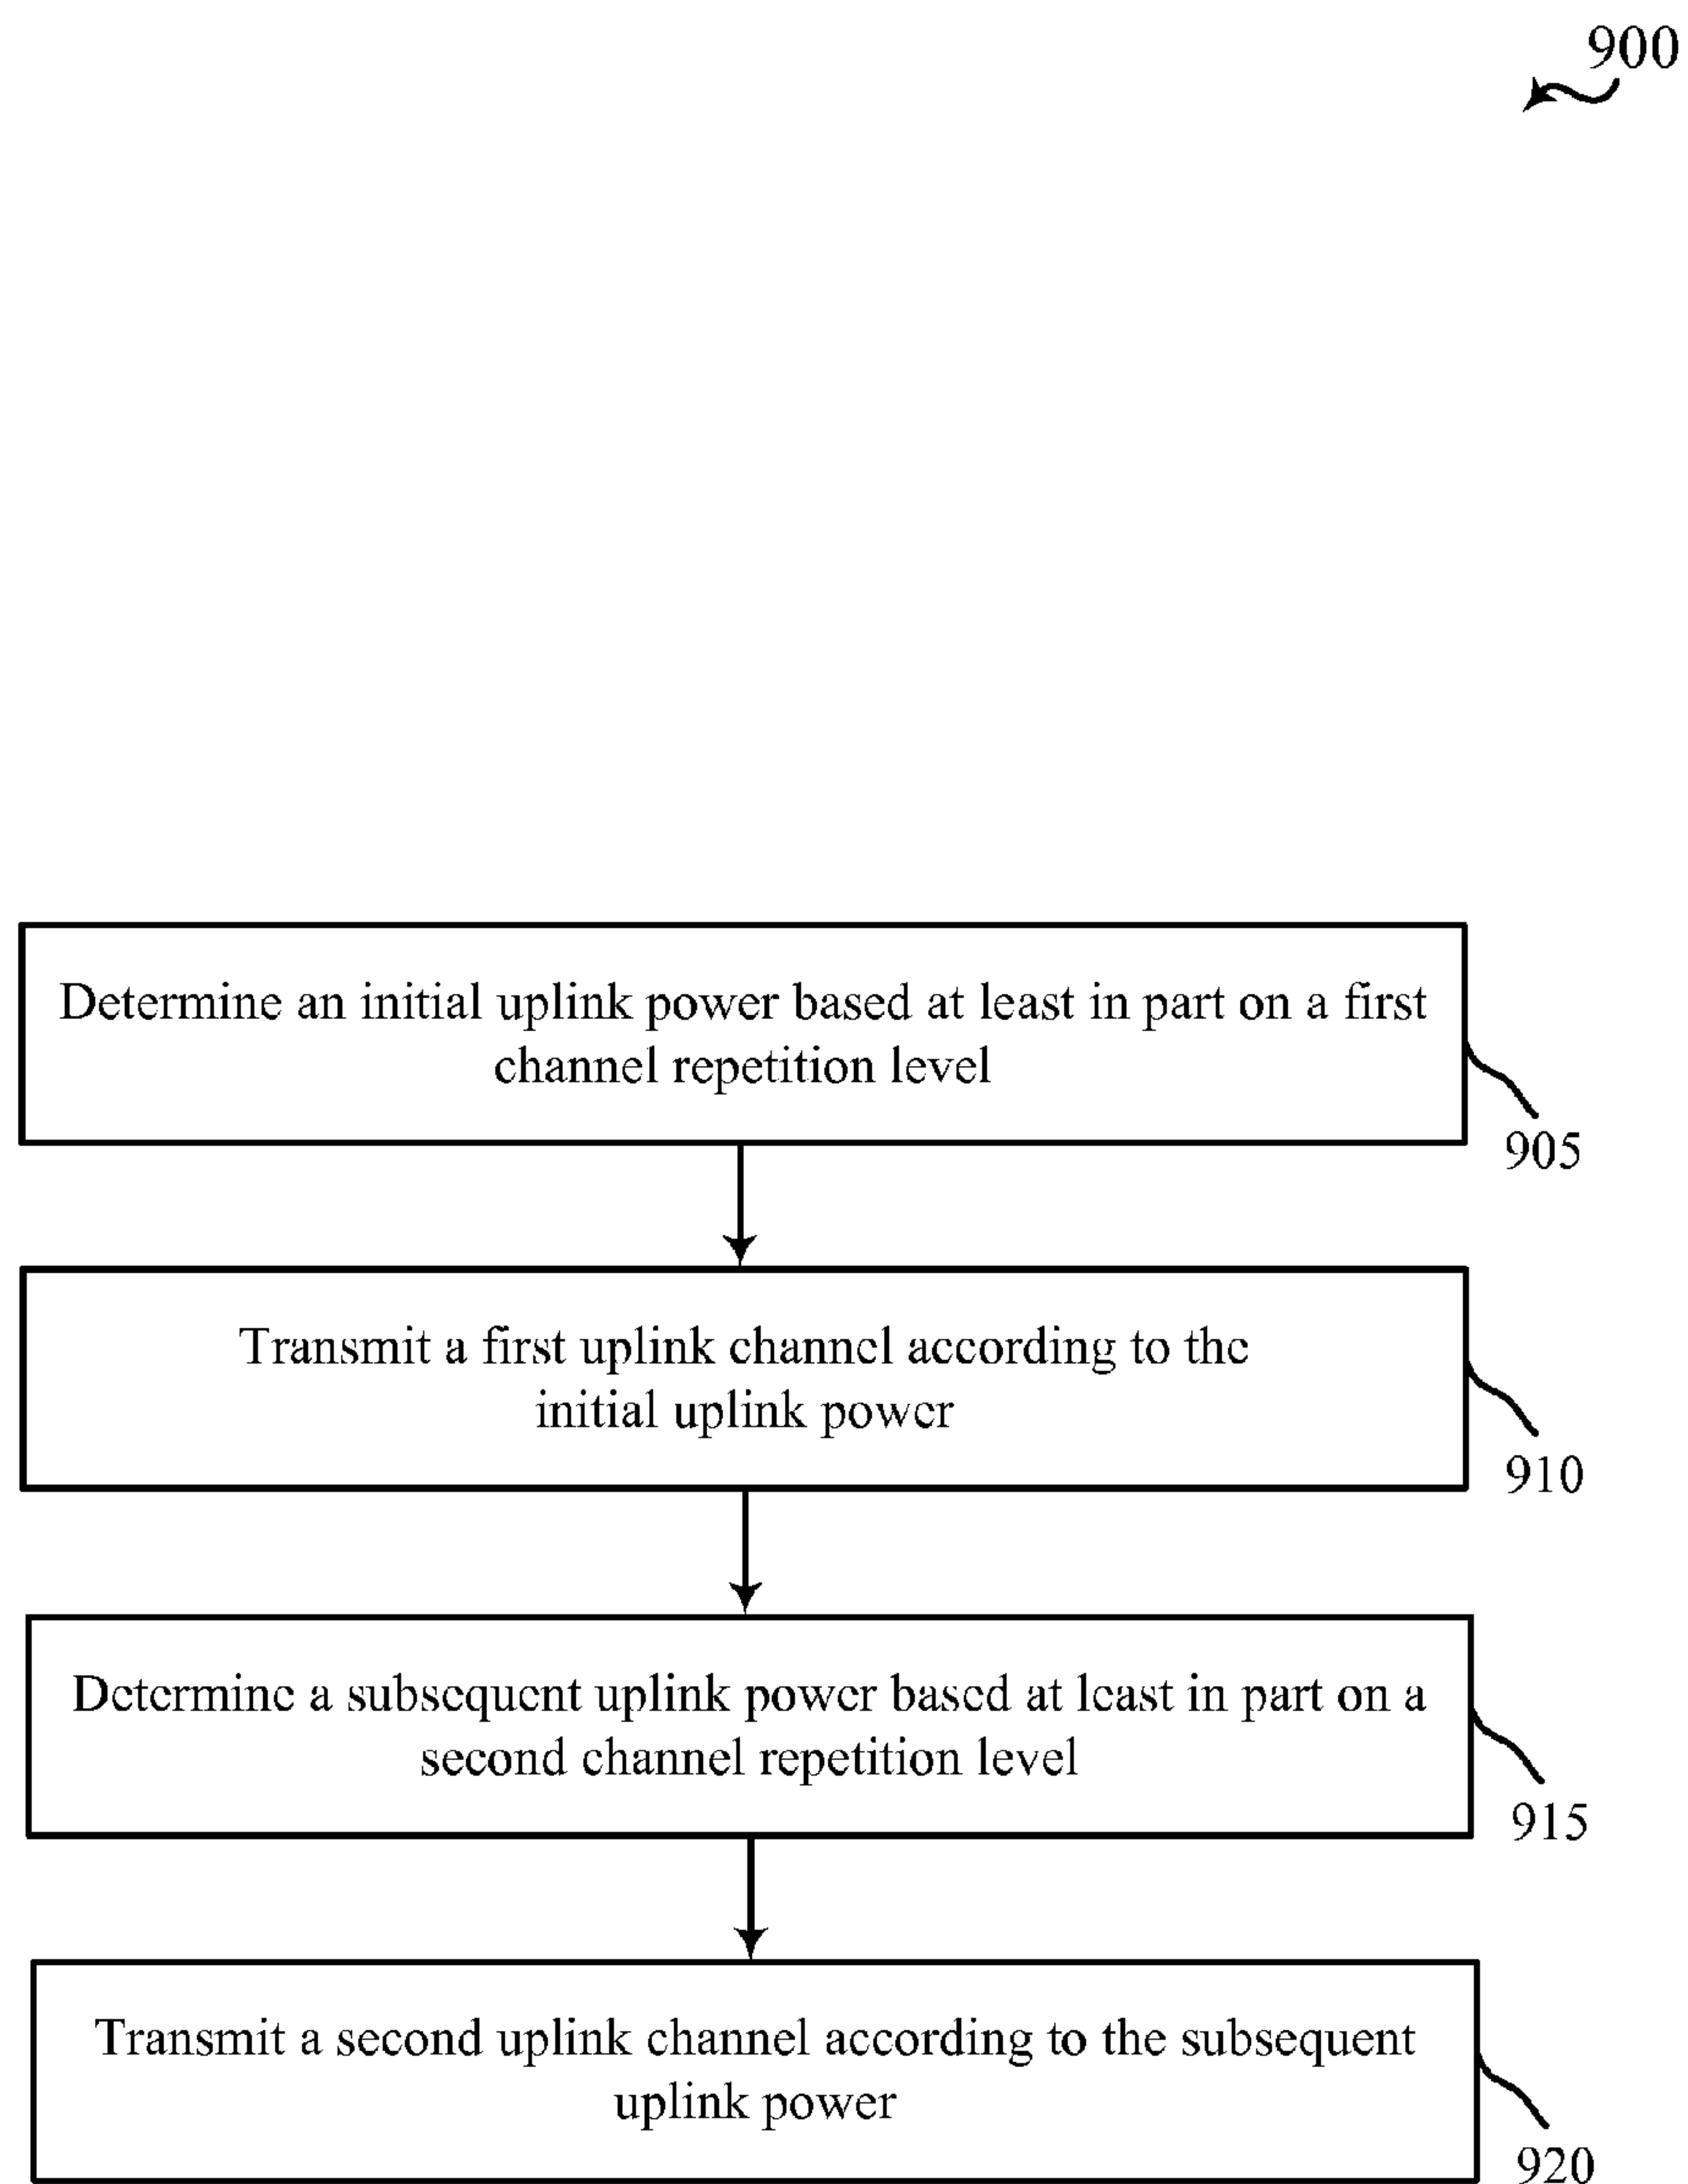 900
Determine an initial uplink power based at least in part on a first
channel repetition level
905
Transmit a first uplink channel according to the
initial uplink power
910
Determine a subsequent uplink power based at least in part on a
second channel repetition level
915
Transmit a second uplink channel according to the subsequent
uplink power
920